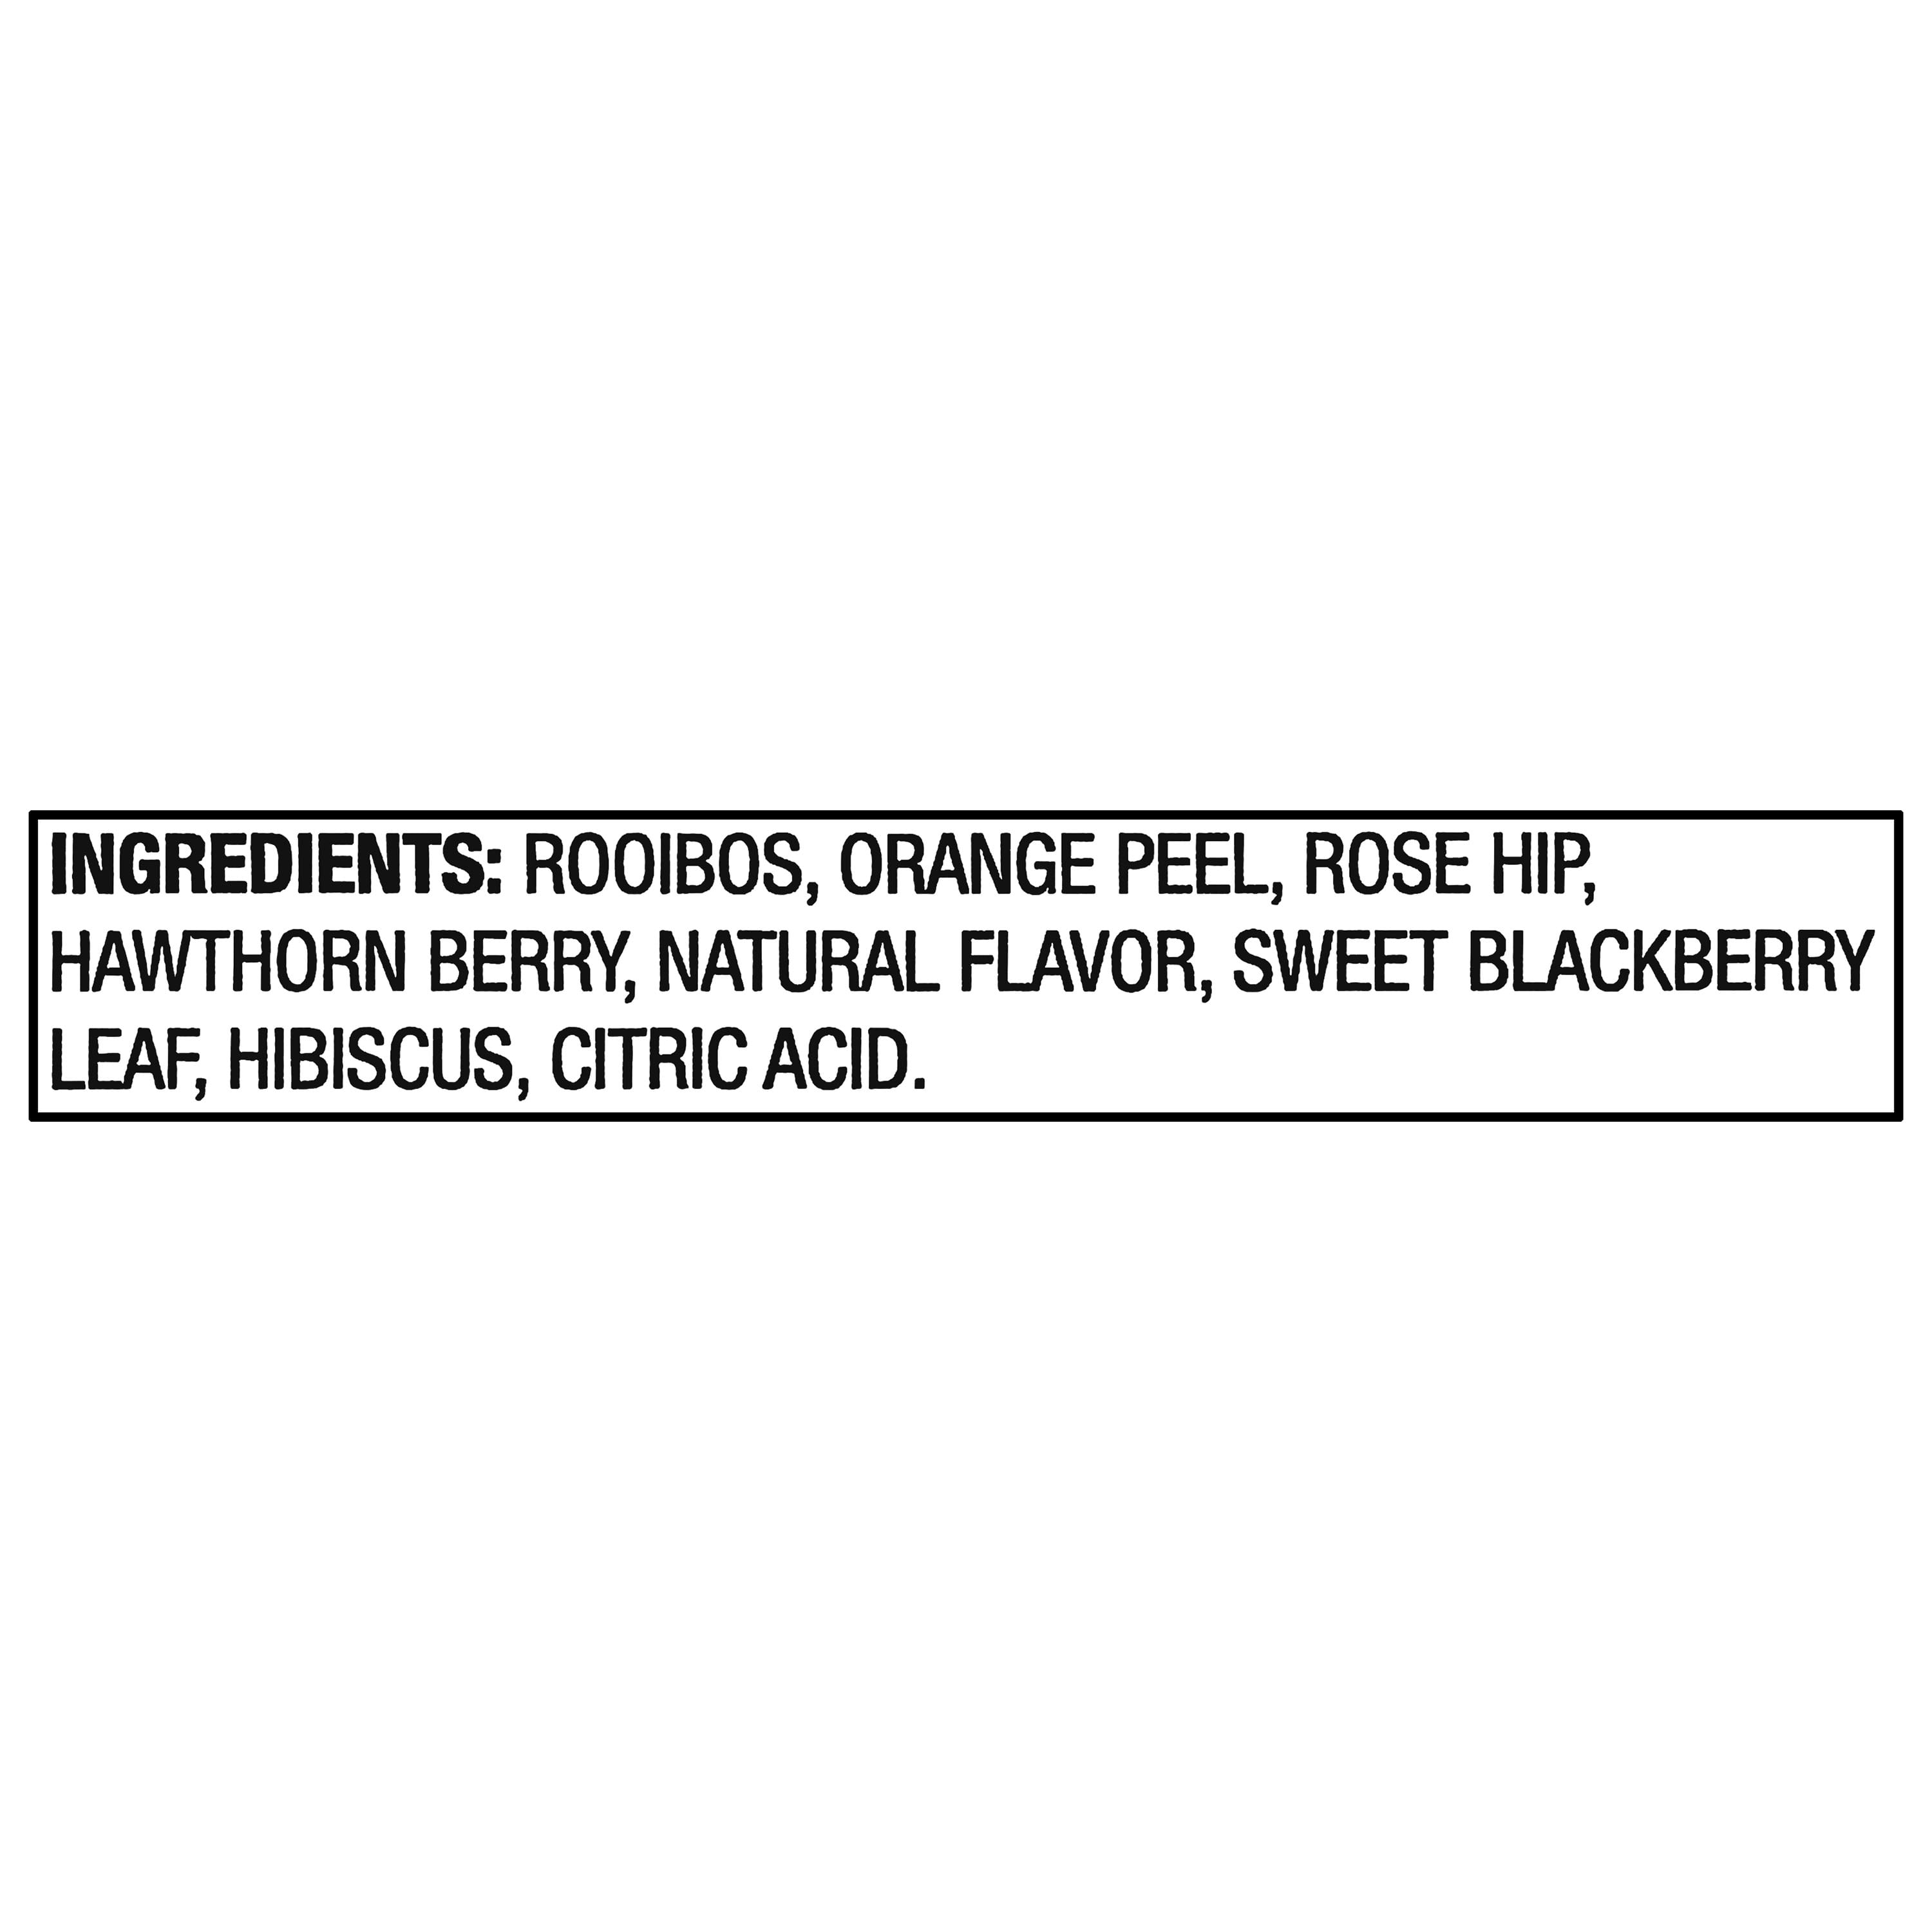 INGREDIENTS: ROOIBOS, ORANGE PEEL, ROSE HIP,
HAWTHORN BERRY, NATURAL FLAVOR, SWEET BLACKBERRY
LEAF, HIBISCUS, CITRIC ACID.